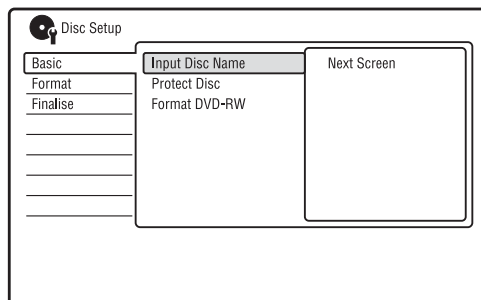 Disc Setup
Basic
Format
Finalise
Input Disc Name
Protect Disc
Format DVD-RW
Next Screen